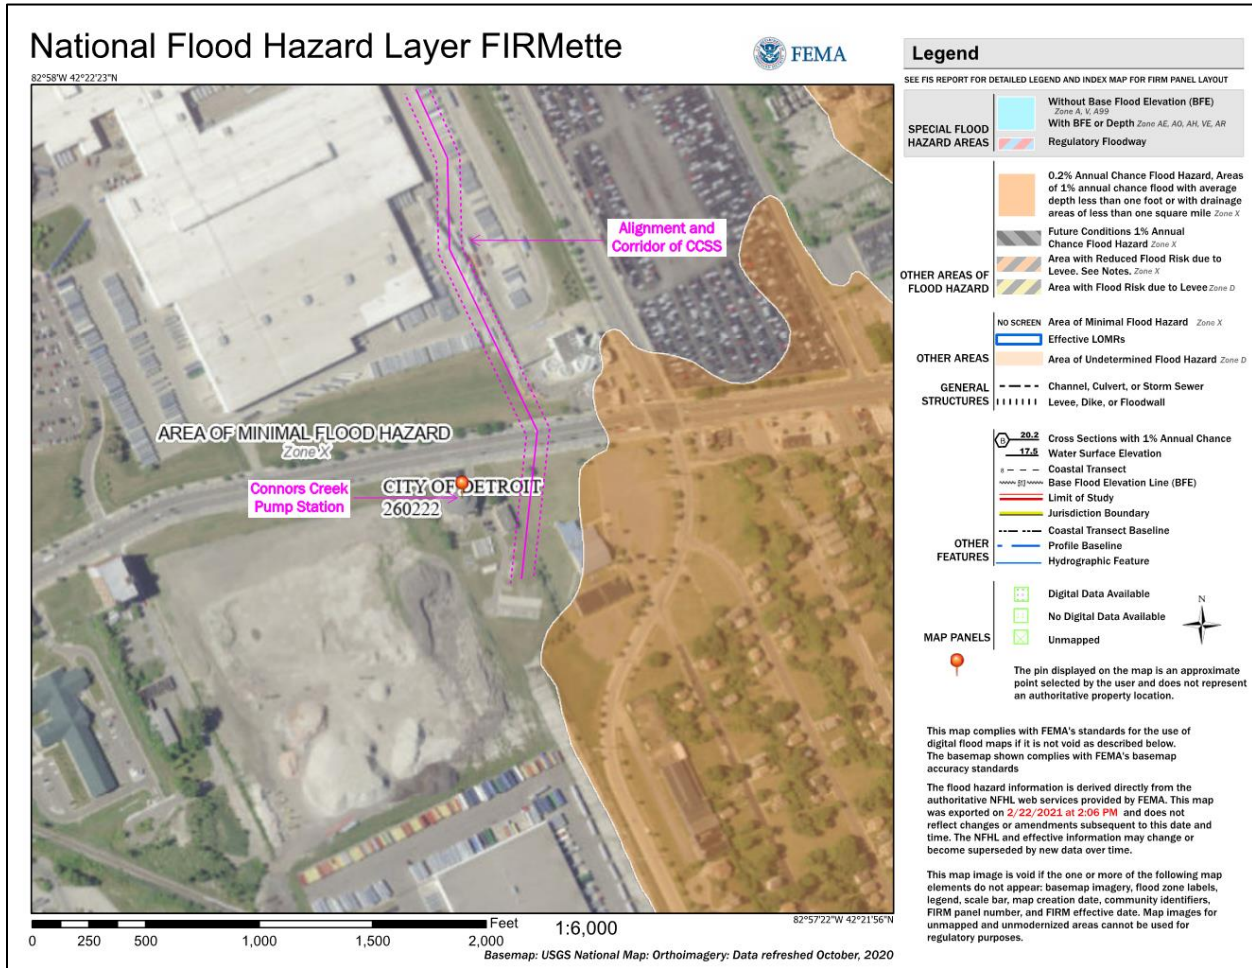 National Flood Hazard Layer FIRMette
FEMA
82°58'W 42°22'23"N
Alignment and
Corridor of CCSS
AREA OF MINIMAL FLOOD HAZARD
Zone X
Connors Creek
Pump Station
CITY OF DETROIT
260222
82°57'22"W 42°21'56"N
Feet
1:6,000
0 250 500 1,000 1,500 2,000
Basemap: USGS National Map: Orthoimagery: Data refreshed October, 2020
Legend
SEE FIS REPORT FOR DETAILED LEGEND AND INDEX MAP FOR FIRM PANEL LAYOUT
SPECIAL FLOOD
HAZARD AREAS
Without Base Flood Elevation (BFE)
Zone A, V, A99
With BFE or Depth Zone AE, AO, AH, VE, AR
Regulatory Floodway
0.2% Annual Chance Flood Hazard, Areas
of 1% annual chance flood with average
depth less than one foot or with drainage
areas of less than one square mile Zone X
Future Conditions 1% Annual
Chance Flood Hazard Zone X
Area with Reduced Flood Risk due to
Levee. See Notes. Zone X
Area with Flood Risk due to Levee Zone D
OTHER AREAS OF
FLOOD HAZARD
NO SCREEN Area of Minimal Flood Hazard Zone X
Effective LOMRs
Area of Undetermined Flood Hazard Zone D
OTHER AREAS
GENERAL
STRUCTURES
Channel, Culvert, or Storm Sewer
Levee, Dike, or Floodwall
B 20.2 Cross Sections with 1% Annual Chance
17.5 Water Surface Elevation
8 Coastal Transect
513 Base Flood Elevation Line (BFE)
Limit of Study
Jurisdiction Boundary
Coastal Transect Baseline
Profile Baseline
Hydrographic Feature
OTHER
FEATURES
Digital Data Available
No Digital Data Available
Unmapped
MAP PANELS
N
The pin displayed on the map is an approximate
point selected by the user and does not represent
an authoritative property location.
This map complies with FEMA's standards for the use of
digital flood maps if it is not void as described below.
The basemap shown complies with FEMA's basemap
accuracy standards
The flood hazard information is derived directly from the
authoritative NFHL web services provided by FEMA. This map
was exported on 2/22/2021 at 2:06 PM and does not
reflect changes or amendments subsequent to this date and
time. The NFHL and effective information may change or
become superseded by new data over time.
This map image is void if the one or more of the following map
elements do not appear: basemap imagery, flood zone labels,
legend, scale bar, map creation date, community identifiers,
FIRM panel number, and FIRM effective date. Map images for
unmapped and unmodernized areas cannot be used for
regulatory purposes.